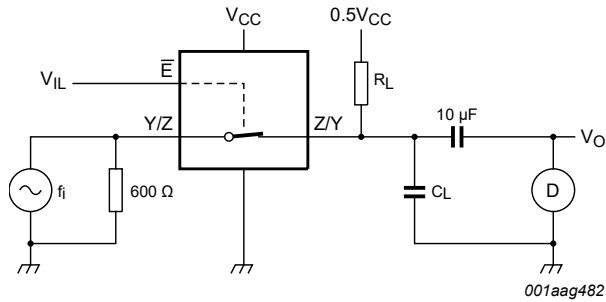 VCC
0.5VCC
E̅
VIL
RL
10 µF
Y/Z
Z/Y
VO
fi
600 Ω
CL
D
001aag482